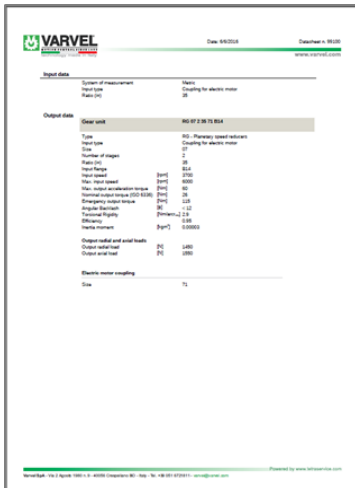 VARVEL
Date: 6/6/2016
Datasheet n. 99100
www.varvel.com
Input data
System of measurement Metric
Input type Coupling for electric motor
Ratio (in) 35
Output data
Gear unit RG 07 2 35 71 B14
Type RG - Planetary speed reducers
Input type Coupling for electric motor
Size 07
Number of stages 2
Ratio (in) 35
Input flange B14
Input speed [rpm] 3700
Max. input speed [rpm] 6000
Max. output acceleration torque [Nm] 60
Nominal output torque (ISO 6336) [Nm] 26
Emergency output torque [Nm]
Angular Backlash < 12
Torsional Rigidity 2.9
Efficiency 0.95
Inertia moment [kgm²] 0.00003
Output radial and axial loads
Output radial load [N] 1450
Output axial load [N] 1550
Electric motor coupling
Size 71
Powered by www.tetraservice.com